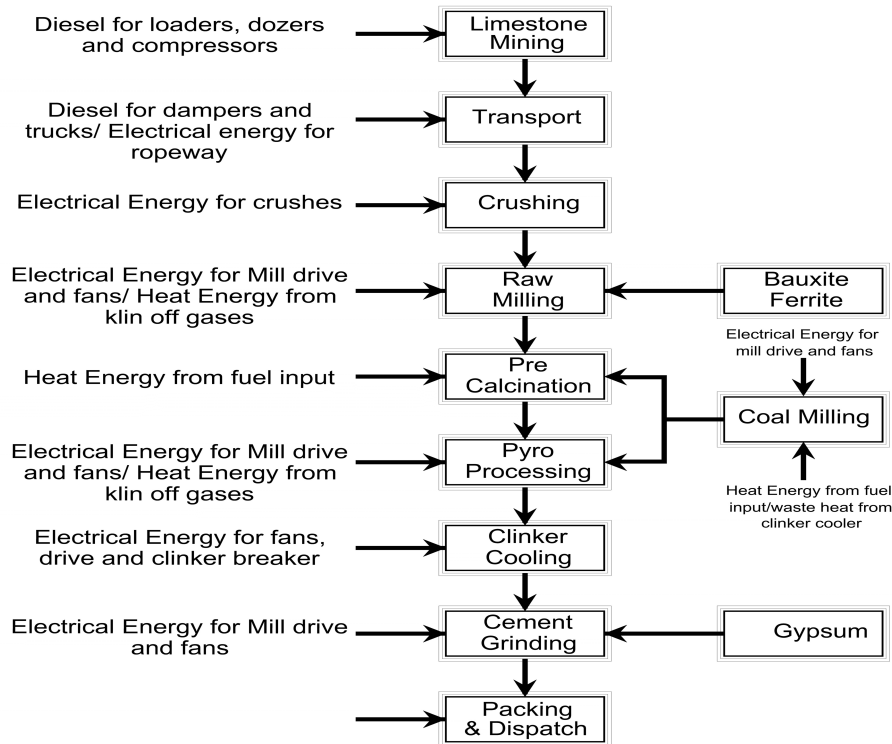 Diesel for loaders, dozers
and compressors
Limestone
Mining
Diesel for dampers and
trucks/ Electrical energy for
ropeway
Transport
Electrical Energy for crushes
Crushing
Electrical Energy for Mill drive
and fans/ Heat Energy from
klin off gases
Raw
Milling
Bauxite
Ferrite
Electrical Energy for
mill drive and fans
Heat Energy from fuel input
Pre
Calcination
Coal Milling
Electrical Energy for Mill drive
and fans/ Heat Energy from
klin off gases
Pyro
Processing
Heat Energy from fuel
input/waste heat from
clinker cooler
Electrical Energy for fans,
drive and clinker breaker
Clinker
Cooling
Electrical Energy for Mill drive
and fans
Cement
Grinding
Gypsum
Packing
& Dispatch